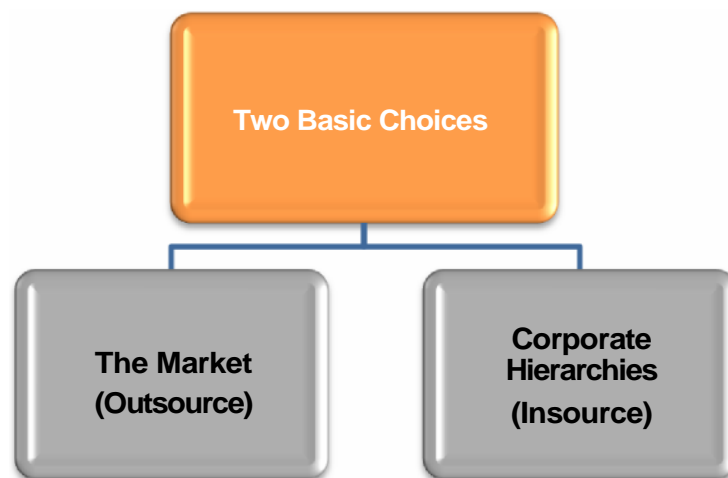 Two Basic Choices
The Market
(Outsource)
Corporate
Hierarchies
(Insource)